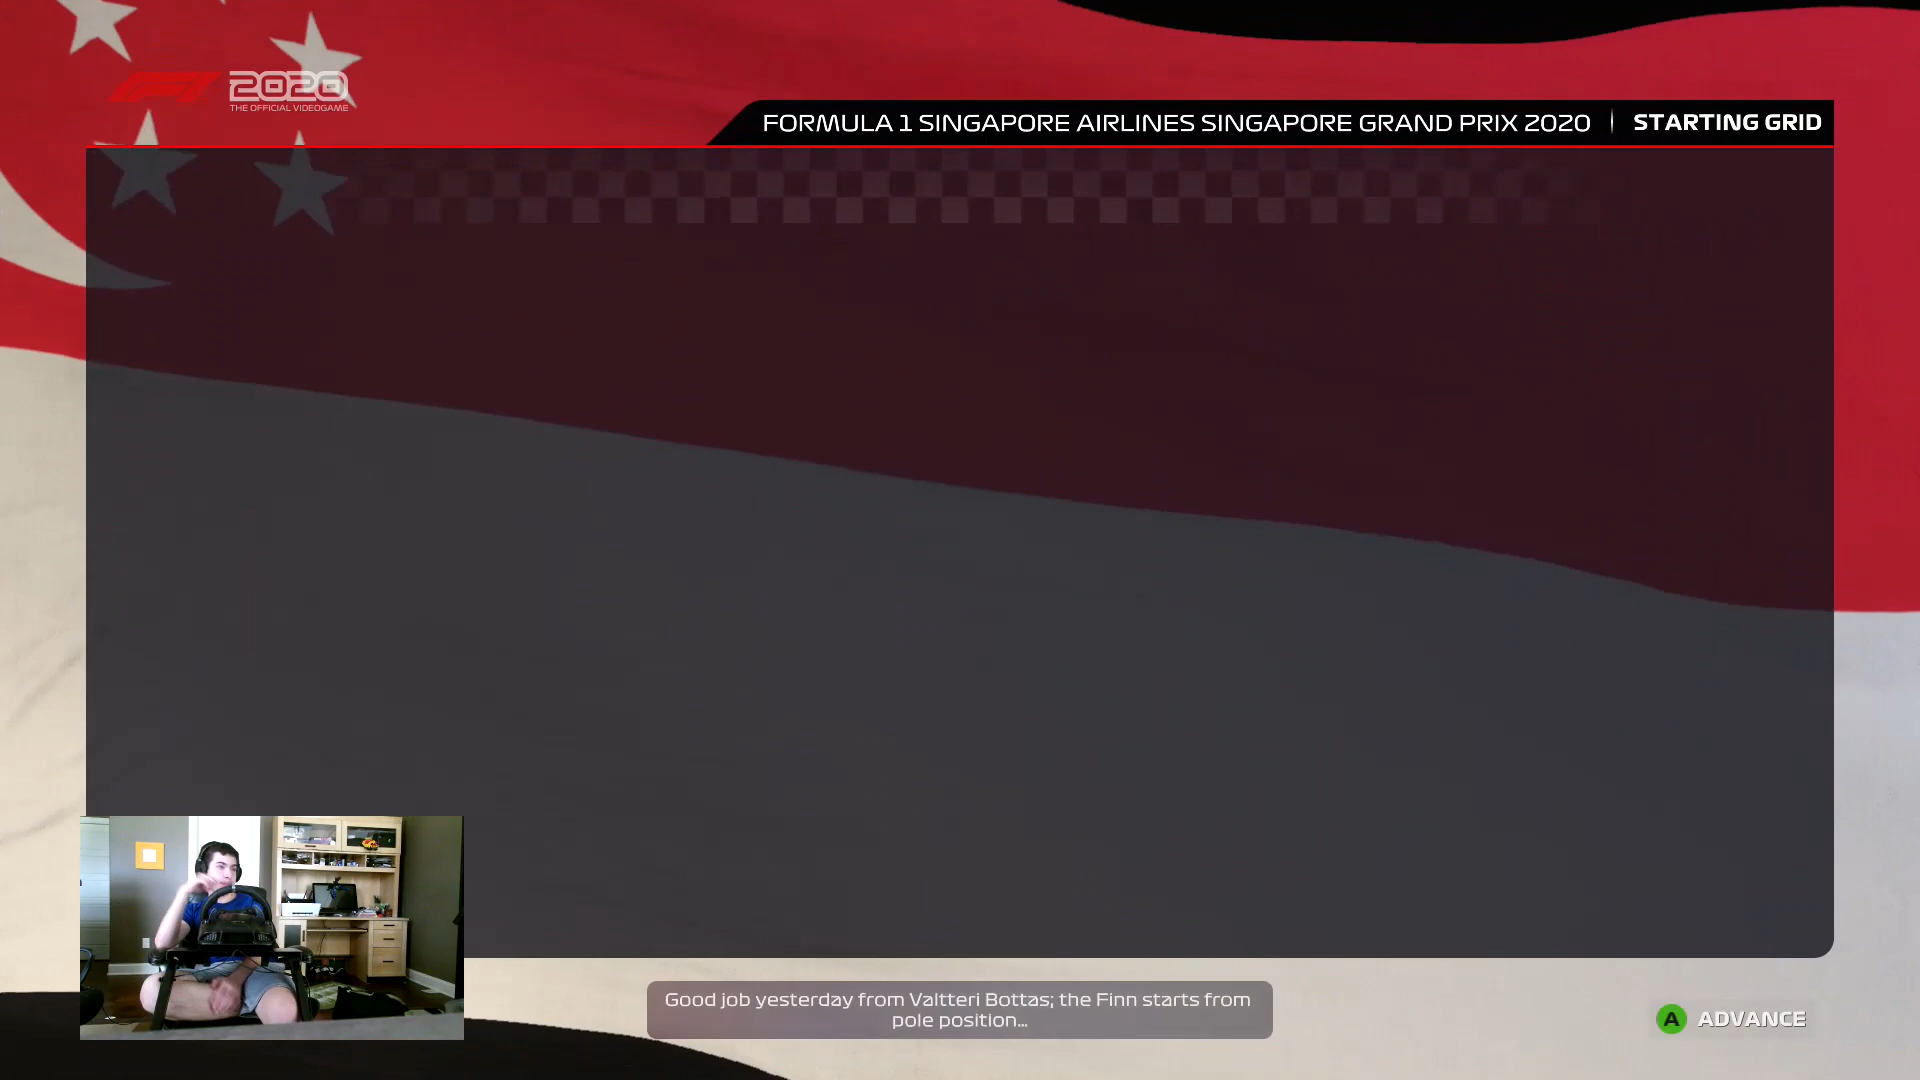 F1 2020
THE OFFICIAL VIDEOGAME
FORMULA 1 SINGAPORE AIRLINES SINGAPORE GRAND PRIX 2020 | STARTING GRID
Good job yesterday from Valtteri Bottas; the Finn starts from
pole position...
A ADVANCE